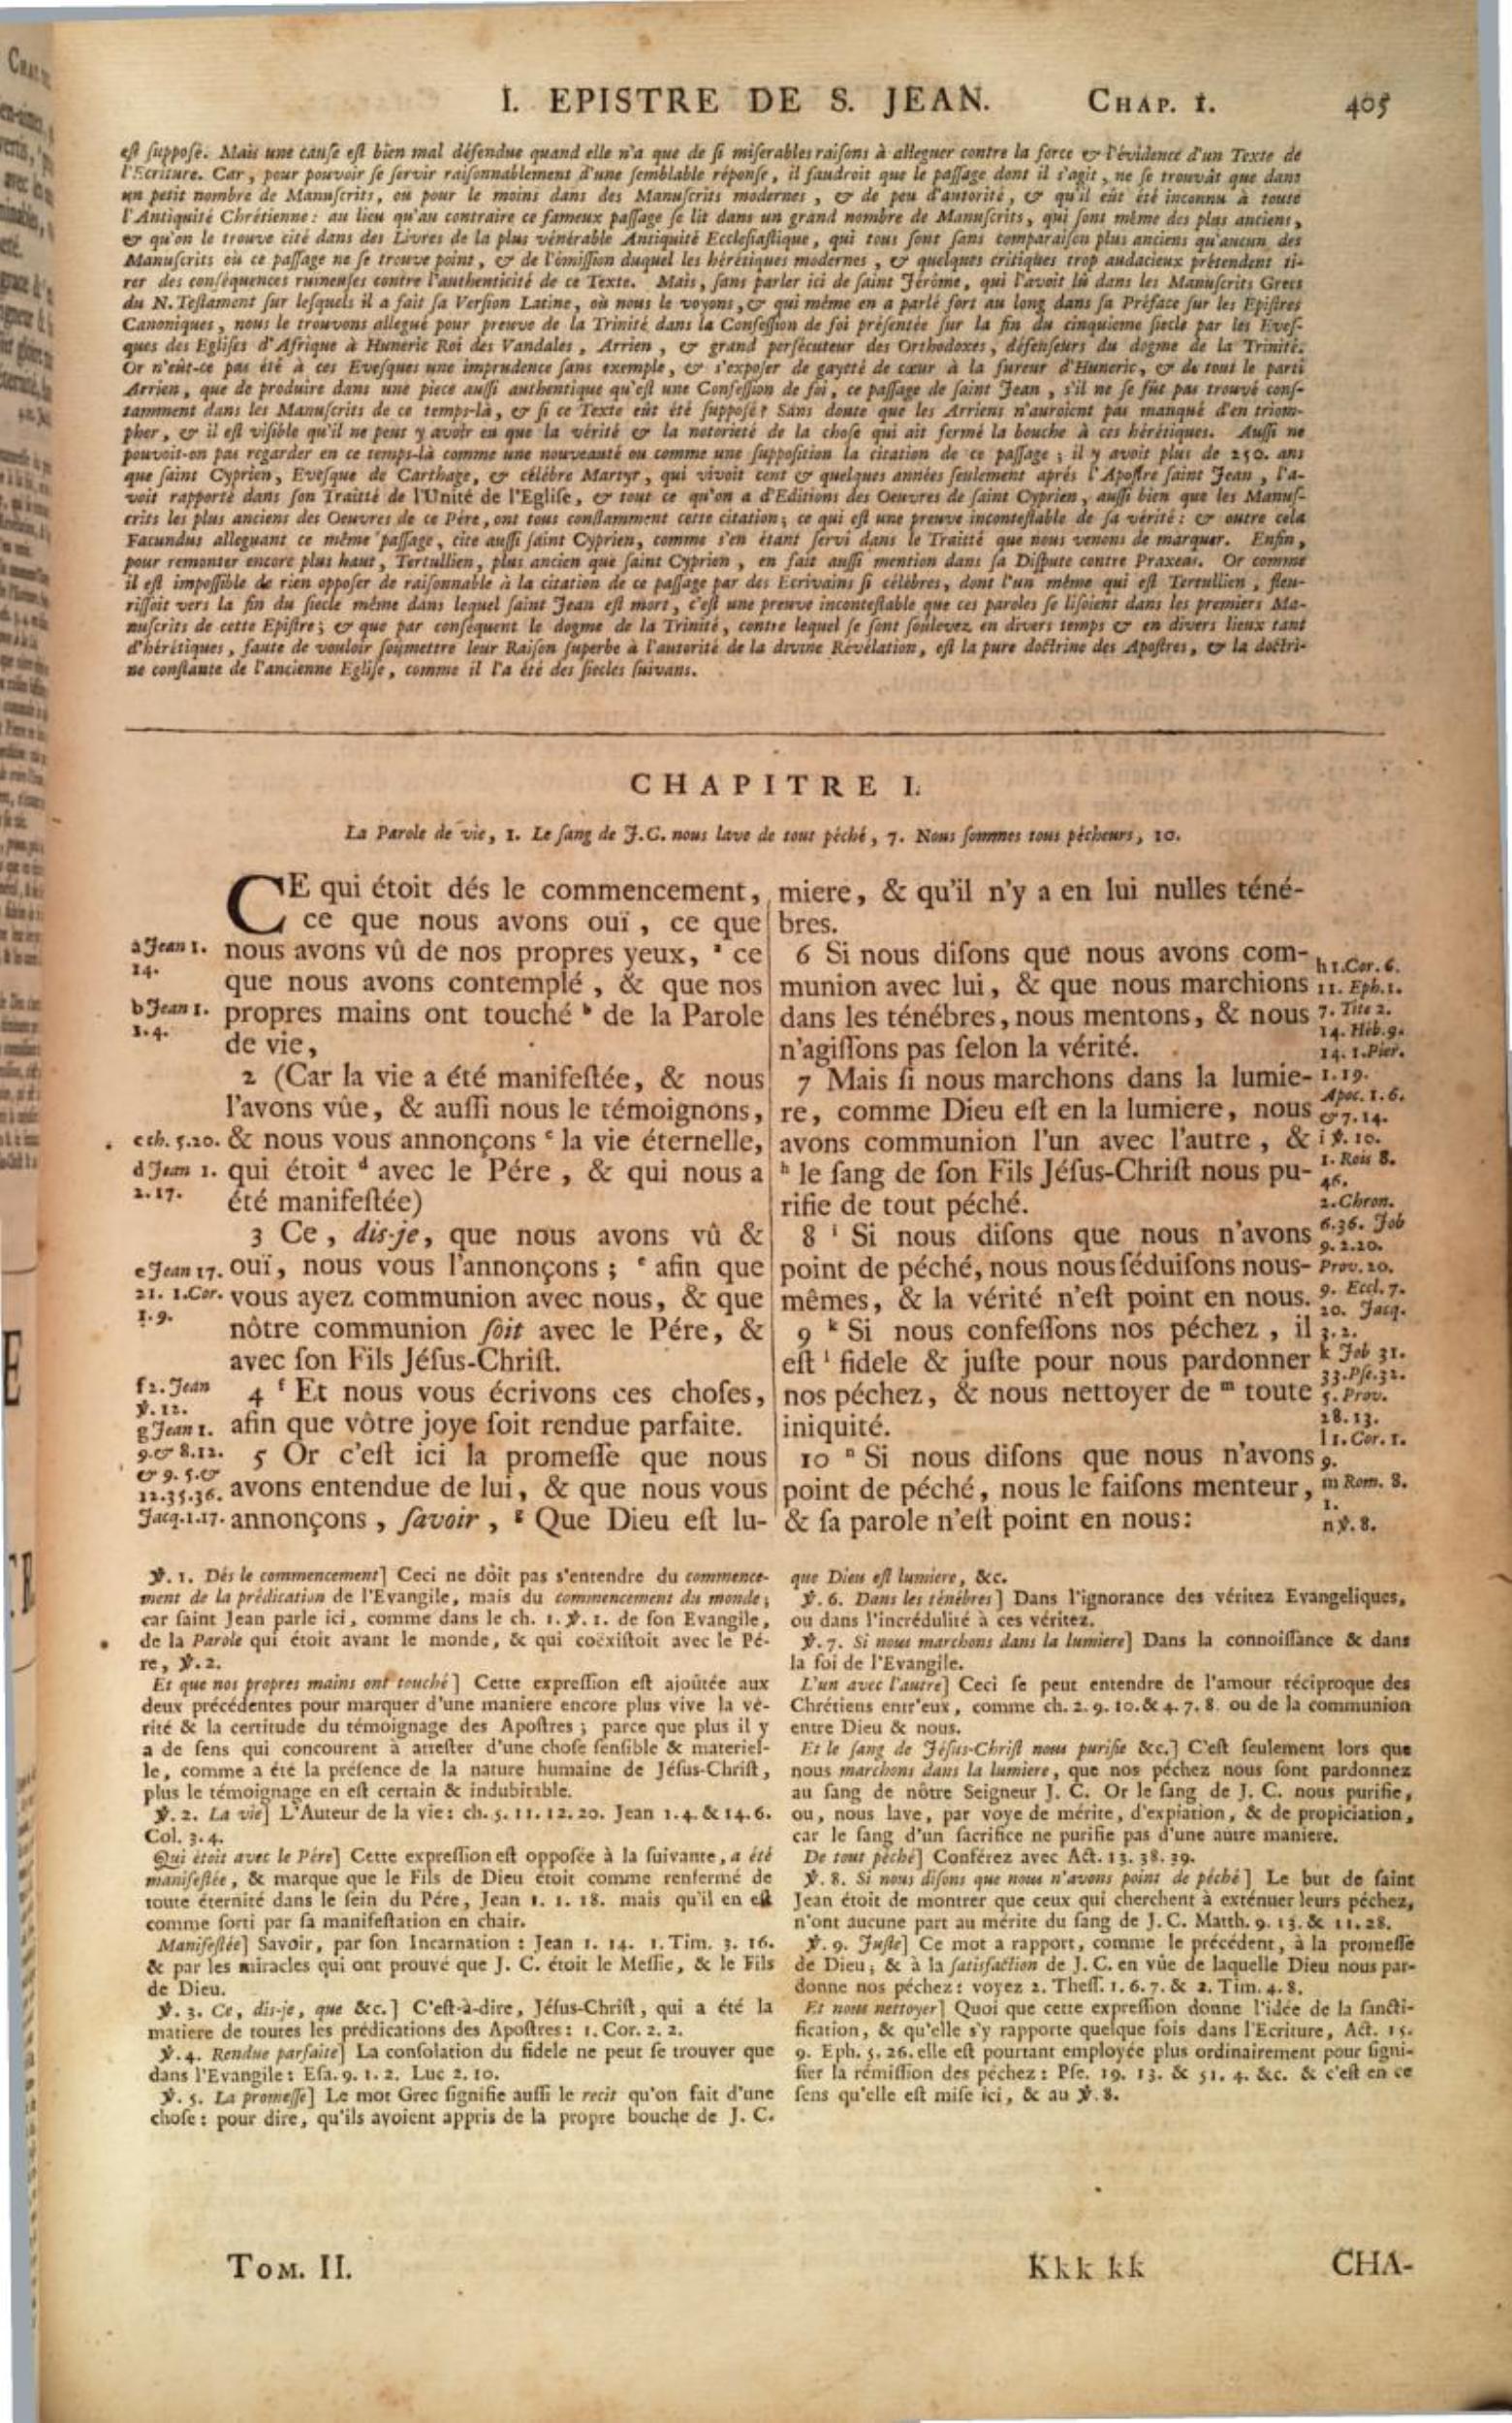 I. EPISTRE DE S. JEAN. CHAP. I. 405
est supposé. Mais une cause est bien mal défendue quand elle n'a que de si miserables raisons à alleguer contre la force & l'évidence d'un Texte de
l'Ecriture. Car, pour pouvoir se servir raisonnablement d'une semblable réponse, il faudroit que le passage dont il s'agit, ne se trouvât que dans
un petit nombre de Manuscrits, ou pour le moins dans des Manuscrits modernes, & de peu d'autorité, & qu'il eût été inconnu à toute
l'Antiquité Chrétienne: au lieu qu'au contraire ce fameux passage se lit dans un grand nombre de Manuscrits, qui sont même des plus anciens,
& qu'on le trouve cité dans des Livres de la plus vénérable Antiquité Ecclesiastique, qui tous sont sans comparaison plus anciens qu'aucun des
Manuscrits où ce passage ne se trouve point, & de l'émission duquel les hérétiques modernes, & quelques critiques trop audacieux prétendent ti-
rer des conséquences ruineuses contre l'authenticité de ce Texte. Mais, sans parler ici de saint Jérôme, qui l'avoit lû dans les Manuscrits Grecs
du N. Testament sur lesquels il a fait sa Version Latine, où nous le voyons, & qui même en a parlé fort au long dans sa Préface sur les Epistres
Canoniques, nous le trouvons allegué pour preuve de la Trinité dans la Confession de foi présentée sur la fin du cinquieme siecle par les Eves-
ques des Eglises d'Afrique à Huneric Roi des Vandales, Arrien, & grand persécuteur des Orthodoxes, défenseurs du dogme de la Trinité.
Or n'eût-ce pas été à ces Evesques une imprudence sans exemple, & s'exposer de gayeté de cœur à la fureur d'Huneric, & de tout le parti
Arrien, que de produire dans une piece aussi authentique qu'est une Confession de foi, ce passage de saint Jean, s'il ne se fût pas trouvé cons-
tamment dans les Manuscrits de ce temps-là, & si ce Texte eût été supposé? Sans doute que les Arriens n'auroient pas manqué d'en triom-
pher, & il est visible qu'il ne peut y avoir eu que la vérité & la notorieté de la chose qui ait fermé la bouche à ces hérétiques. Aussi ne
pouvoit-on pas regarder en ce temps-là comme une nouveauté ou comme une supposition la citation de ce passage; il y avoit plus de 250. ans
que saint Cyprien, Evesque de Carthage, & célébre Martyr, qui vivoit cent & quelques années seulement aprés l'Apostre saint Jean, l'a-
voit rapporté dans son Traitté de l'Unité de l'Eglise, & tout ce qu'on a d'Editions des Oeuvres de saint Cyprien, aussi bien que les Manus-
crits les plus anciens des Oeuvres de ce Pére, ont tous constamment cette citation; ce qui est une preuve incontestable de sa vérité: & outre cela
Facundus alleguant ce même passage, cite aussi saint Cyprien, comme s'en étant servi dans le Traitté que nous venons de marquer. Enfin,
pour remonter encore plus haut, Tertullien, plus ancien que saint Cyprien, en fait aussi mention dans sa Dispute contre Praxeas. Or comme
il est impossible de rien opposer de raisonnable à la citation de ce passage par des Ecrivains si célébres, dont l'un même qui est Tertullien, fleu-
rissoit vers la fin du siecle même dans lequel saint Jean est mort, c'est une preuve incontestable que ces paroles se lisoient dans les premiers Ma-
nuscrits de cette Epistre; & que par conséquent le dogme de la Trinité, contre lequel se sont soulevez en divers temps & en divers lieux tant
d'hérétiques, faute de vouloir soûmettre leur Raison superbe à l'autorité de la divine Révélation, est la pure doctrine des Apostres, & la doctri-
ne constante de l'ancienne Eglise, comme il l'a été des siecles suivans.
CHAPITRE I.
La Parole de vie, 1. Le sang de J.C. nous lave de tout péché, 7. Nous sommes tous pécheurs, 10.
CE qui étoit dés le commencement,
ce que nous avons ouï, ce que
nous avons vû de nos propres yeux, ª ce
que nous avons contemplé, & que nos
propres mains ont touché ᵇ de la Parole
de vie,
2 (Car la vie a été manifestée, & nous
l'avons vûe, & aussi nous le témoignons,
& nous vous annonçons ᶜ la vie éternelle,
qui étoit ᵈ avec le Pére, & qui nous a
été manifestée)
3 Ce, dis-je, que nous avons vû &
ouï, nous vous l'annonçons; ᵉ afin que
vous ayez communion avec nous, & que
nôtre communion soit avec le Pére, &
avec son Fils Jésus-Christ.
4 ᶠ Et nous vous écrivons ces choses,
afin que vôtre joye soit rendue parfaite.
5 Or c'est ici la promesse que nous
avons entendue de lui, & que nous vous
annonçons, savoir, ᵍ Que Dieu est lu-
a Jean 1.
14.
b Jean 1.
1.4.
c ch. 5.20.
d Jean 1.
2.17.
e Jean 17.
21. 1.Cor.
1.9.
f 2. Jean
℣.12.
g Jean 1.
9.& 8.12.
& 9.5.&
12.35.36.
Jacq.1.17.
miere, & qu'il n'y a en lui nulles téné-
bres.
6 Si nous disons que nous avons com-
munion avec lui, & que nous marchions
dans les ténébres, nous mentons, & nous
n'agissons pas selon la vérité.
7 Mais si nous marchons dans la lumie-
re, comme Dieu est en la lumiere, nous
avons communion l'un avec l'autre, &
ʰ le sang de son Fils Jésus-Christ nous pu-
rifie de tout péché.
8 ⁱ Si nous disons que nous n'avons
point de péché, nous nous séduisons nous-
mêmes, & la vérité n'est point en nous.
9 ᵏ Si nous confessons nos péchez, il
est ˡ fidele & juste pour nous pardonner
nos péchez, & nous nettoyer de ᵐ toute
iniquité.
10 ⁿ Si nous disons que nous n'avons
point de péché, nous le faisons menteur,
& sa parole n'est point en nous:
h 1.Cor.6.
11. Eph.1.
7. Tite 2.
14. Héb.9.
14. 1.Pier.
1.19.
Apoc.1.6.
& 7.14.
i ℣.10.
1. Rois 8.
46.
2.Chron.
6.36. Job
9.2.20.
Prov.20.
9. Eccl.7.
20. Jacq.
3.2.
k Job 31.
33.Pse.32.
5. Prov.
28.13.
l 1.Cor.1.
9.
m Rom. 8.
1.
n ℣.8.
℣. 1. Dés le commencement] Ceci ne doit pas s'entendre du commence-
ment de la prédication de l'Evangile, mais du commencement du monde;
car saint Jean parle ici, comme dans le ch. 1. ℣. 1. de son Evangile,
de la Parole qui étoit avant le monde, & qui coëxistoit avec le Pé-
re, ℣. 2.
Et que nos propres mains ont touché] Cette expression est ajoûtée aux
deux précédentes pour marquer d'une maniere encore plus vive la vé-
rité & la certitude du témoignage des Apostres; parce que plus il y
a de sens qui concourent à attester d'une chose sensible & materiel-
le, comme a été la présence de la nature humaine de Jésus-Christ,
plus le témoignage en est certain & indubitable.
℣. 2. La vie] L'Auteur de la vie: ch. 5. 11. 12. 20. Jean 1. 4. & 14. 6.
Col. 3. 4.
Qui étoit avec le Pére] Cette expression est opposée à la suivante, a été
manifestée, & marque que le Fils de Dieu étoit comme renfermé de
toute éternité dans le sein du Pére, Jean 1. 1. 18. mais qu'il en est
comme sorti par sa manifestation en chair.
Manifestée] Savoir, par son Incarnation: Jean 1. 14. 1. Tim. 3. 16.
& par les miracles qui ont prouvé que J. C. étoit le Messie, & le Fils
de Dieu.
℣. 3. Ce, dis-je, que &c.] C'est-à-dire, Jésus-Christ, qui a été la
matiere de toutes les prédications des Apostres: 1. Cor. 2. 2.
℣. 4. Rendue parfaite] La consolation du fidele ne peut se trouver que
dans l'Evangile: Esa. 9. 1. 2. Luc 2. 10.
℣. 5. La promesse] Le mot Grec signifie aussi le recit qu'on fait d'une
chose: pour dire, qu'ils avoient appris de la propre bouche de J. C.
que Dieu est lumiere, &c.
℣. 6. Dans les ténébres] Dans l'ignorance des véritez Evangeliques,
ou dans l'incrédulité à ces véritez.
℣. 7. Si nous marchons dans la lumiere] Dans la connoissance & dans
la foi de l'Evangile.
L'un avec l'autre] Ceci se peut entendre de l'amour réciproque des
Chrétiens entr'eux, comme ch. 2. 9. 10. & 4. 7. 8. ou de la communion
entre Dieu & nous.
Et le sang de Jésus-Christ nous purifie &c.] C'est seulement lors que
nous marchons dans la lumiere, que nos péchez nous sont pardonnez
au sang de nôtre Seigneur J. C. Or le sang de J. C. nous purifie,
ou, nous lave, par voye de mérite, d'expiation, & de propiciation,
car le sang d'un sacrifice ne purifie pas d'une autre maniere.
De tout péché] Conférez avec Act. 13. 38. 39.
℣. 8. Si nous disons que nous n'avons point de péché] Le but de saint
Jean étoit de montrer que ceux qui cherchent à exténuer leurs péchez,
n'ont aucune part au mérite du sang de J. C. Matth. 9. 13. & 11. 28.
℣. 9. Juste] Ce mot a rapport, comme le précédent, à la promesse
de Dieu; & à la satisfaction de J. C. en vûe de laquelle Dieu nous par-
donne nos péchez: voyez 2. Thess. 1. 6. 7. & 2. Tim. 4. 8.
Et nous nettoyer] Quoi que cette expression donne l'idée de la sancti-
fication, & qu'elle s'y rapporte quelque fois dans l'Ecriture, Act. 15.
9. Eph. 5. 26. elle est pourtant employée plus ordinairement pour signi-
fier la rémission des péchez: Pse. 19. 13. & 51. 4. &c. & c'est en ce
sens qu'elle est mise ici, & au ℣. 8.
TOM. II. Kkk kk CHA-